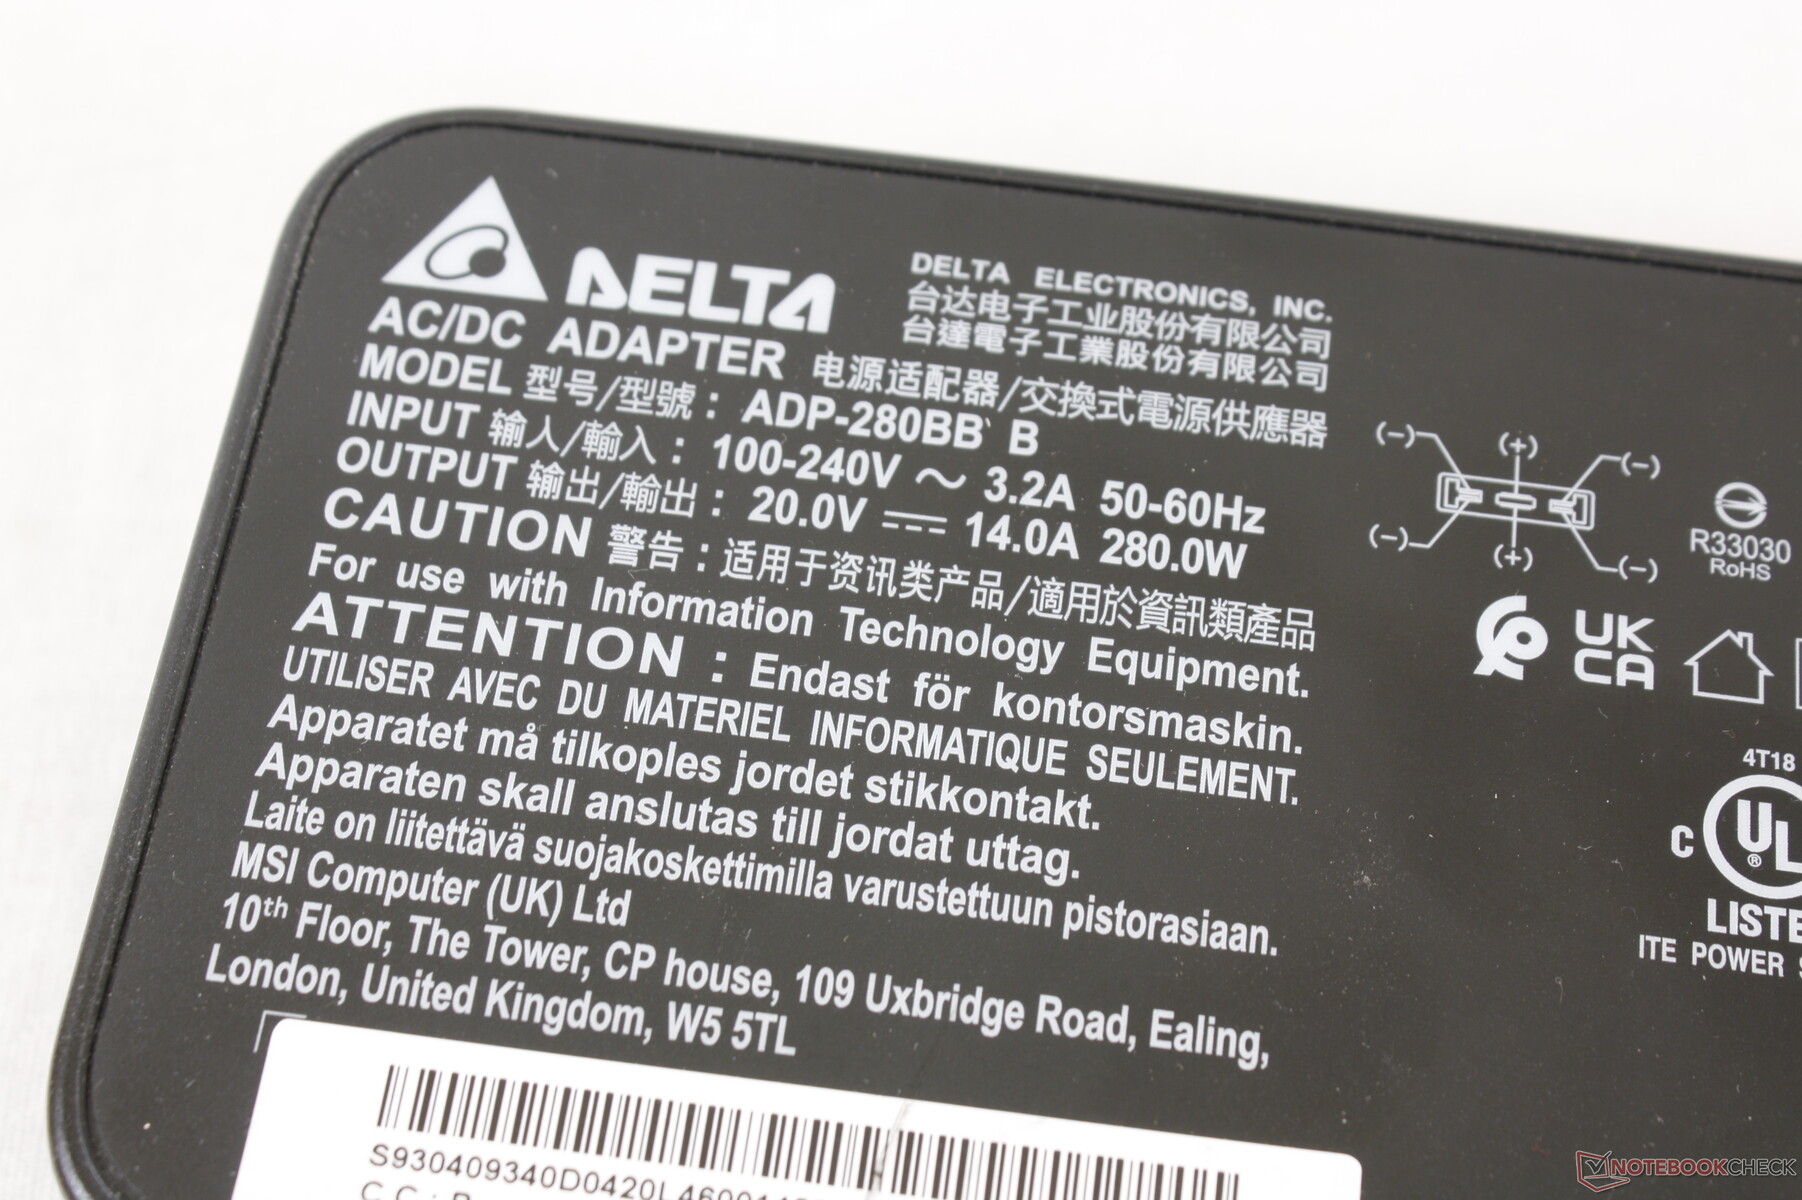 DELTA
DELTA ELECTRONICS, INC.
台达电子工业股份有限公司
台達電子工業股份有限公司
AC/DC ADAPTER 电源适配器/交換式電源供應器
MODEL 型号/型號: ADP-280BB B
INPUT 输入/輸入: 100-240V ～ 3.2A 50-60Hz
OUTPUT 输出/輸出: 20.0V ⎓ 14.0A 280.0W
CAUTION 警告:适用于资讯类产品/適用於資訊類產品
For use with Information Technology Equipment.
ATTENTION : Endast för kontorsmaskin.
UTILISER AVEC DU MATERIEL INFORMATIQUE SEULEMENT.
Apparatet må tilkoples jordet stikkontakt.
Apparaten skall anslutas till jordat uttag.
Laite on liitettävä suojakoskettimilla varustettuun pistorasiaan.
MSI Computer (UK) Ltd
10th Floor, The Tower, CP house, 109 Uxbridge Road, Ealing,
London, United Kingdom, W5 5TL
(-) (+) (-)
(-) (+) (-)
R33030
RoHS
UK
CA
4T18
C UL ®
LISTE
ITE POWER
S930409340D0420L4600
C.C.:
NOTEBOOKCHECK